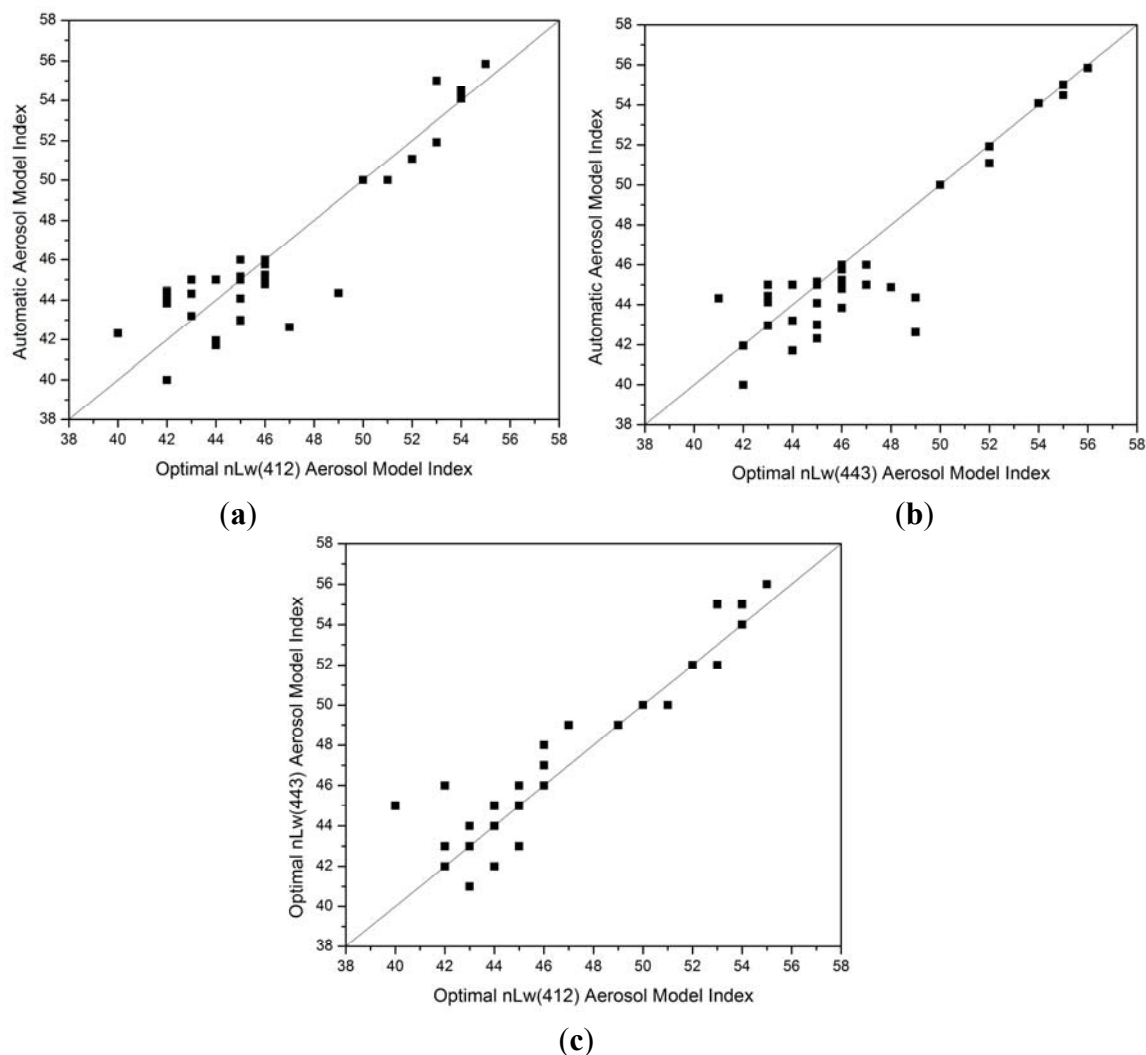 58
56
54
52
50
48
46
44
42
40
38
Automatic Aerosol Model Index
38 40 42 44 46 48 50 52 54 56 58
Optimal nLw(412) Aerosol Model Index
(a)
58
56
54
52
50
48
46
44
42
40
38
Automatic Aerosol Model Index
38 40 42 44 46 48 50 52 54 56 58
Optimal nLw(443) Aerosol Model Index
(b)
58
56
54
52
50
48
46
44
42
40
38
Optimal nLw(443) Aerosol Model Index
38 40 42 44 46 48 50 52 54 56 58
Optimal nLw(412) Aerosol Model Index
(c)